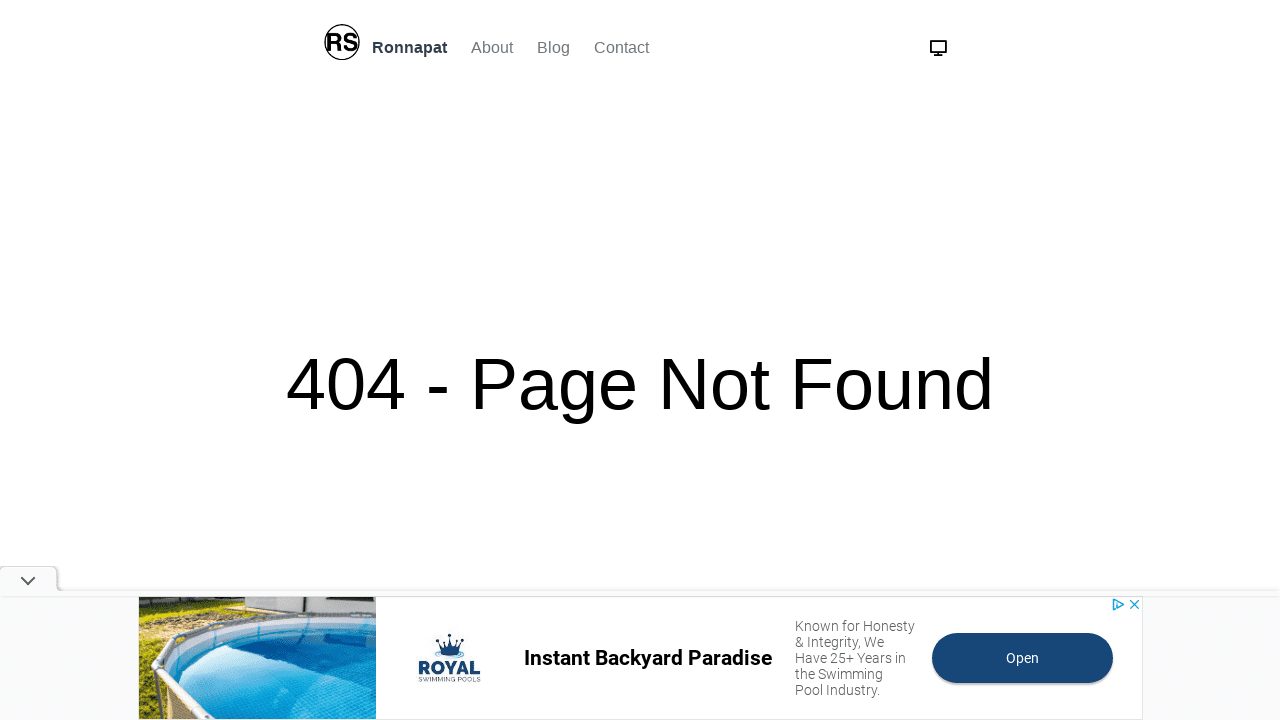 RS
Ronnapat About Blog Contact
404 - Page Not Found
ROYAL
SWIMMING POOLS
Instant Backyard Paradise
Known for Honesty
& Integrity, We
Have 25+ Years in
the Swimming
Pool Industry.
Open